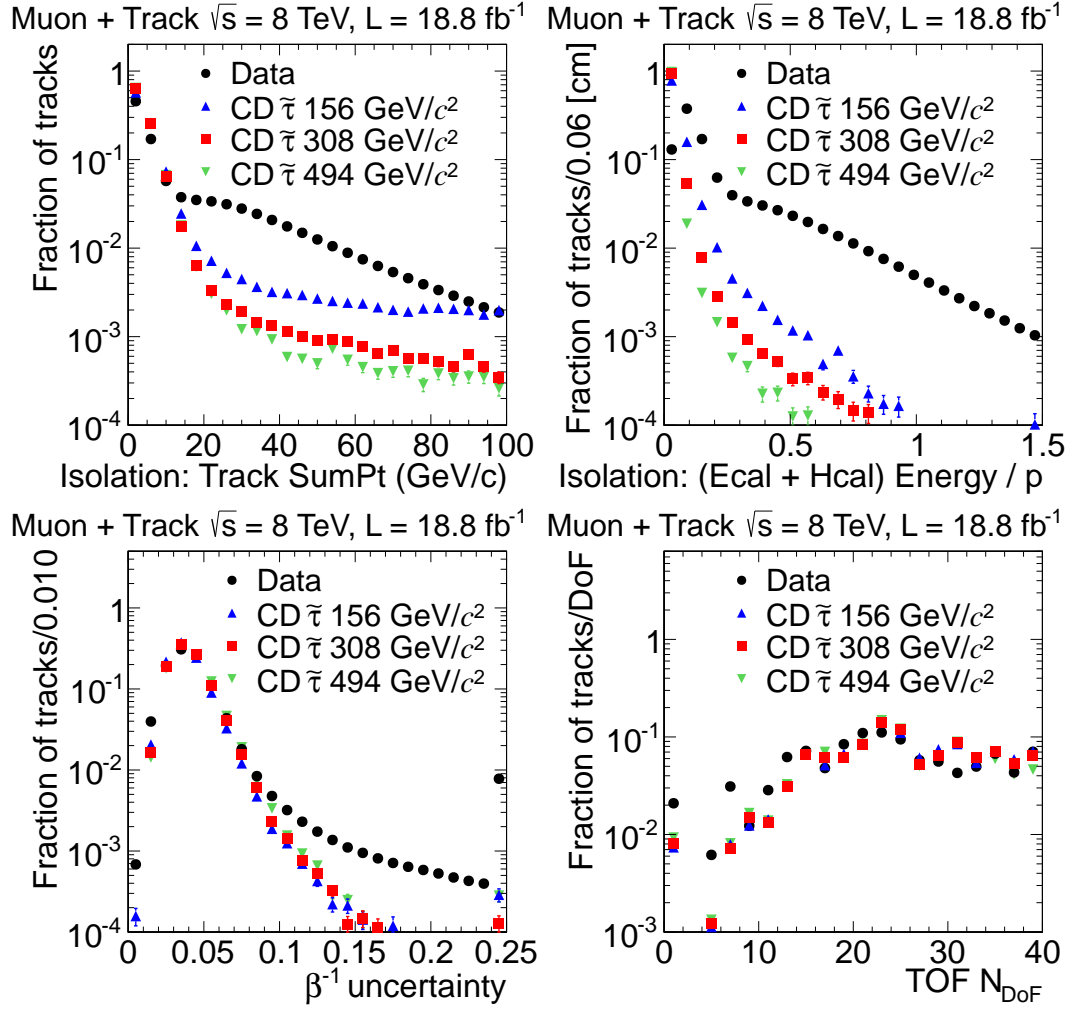 Muon + Track √s = 8 TeV, L = 18.8 fb⁻¹
Fraction of tracks
1
10⁻¹
10⁻²
10⁻³
10⁻⁴
Data
CD τ̃ 156 GeV/c²
CD τ̃ 308 GeV/c²
CD τ̃ 494 GeV/c²
0 20 40 60 80 100
Isolation: Track SumPt (GeV/c)
Muon + Track √s = 8 TeV, L = 18.8 fb⁻¹
Fraction of tracks/0.06 [cm]
1
10⁻¹
10⁻²
10⁻³
10⁻⁴
Data
CD τ̃ 156 GeV/c²
CD τ̃ 308 GeV/c²
CD τ̃ 494 GeV/c²
0 0.5 1 1.5
Isolation: (Ecal + Hcal) Energy / p
Muon + Track √s = 8 TeV, L = 18.8 fb⁻¹
Fraction of tracks/0.010
1
10⁻¹
10⁻²
10⁻³
10⁻⁴
Data
CD τ̃ 156 GeV/c²
CD τ̃ 308 GeV/c²
CD τ̃ 494 GeV/c²
0 0.05 0.1 0.15 0.2 0.25
β⁻¹ uncertainty
Muon + Track √s = 8 TeV, L = 18.8 fb⁻¹
Fraction of tracks/DoF
1
10⁻¹
10⁻²
10⁻³
Data
CD τ̃ 156 GeV/c²
CD τ̃ 308 GeV/c²
CD τ̃ 494 GeV/c²
0 10 20 30 40
TOF N_DoF